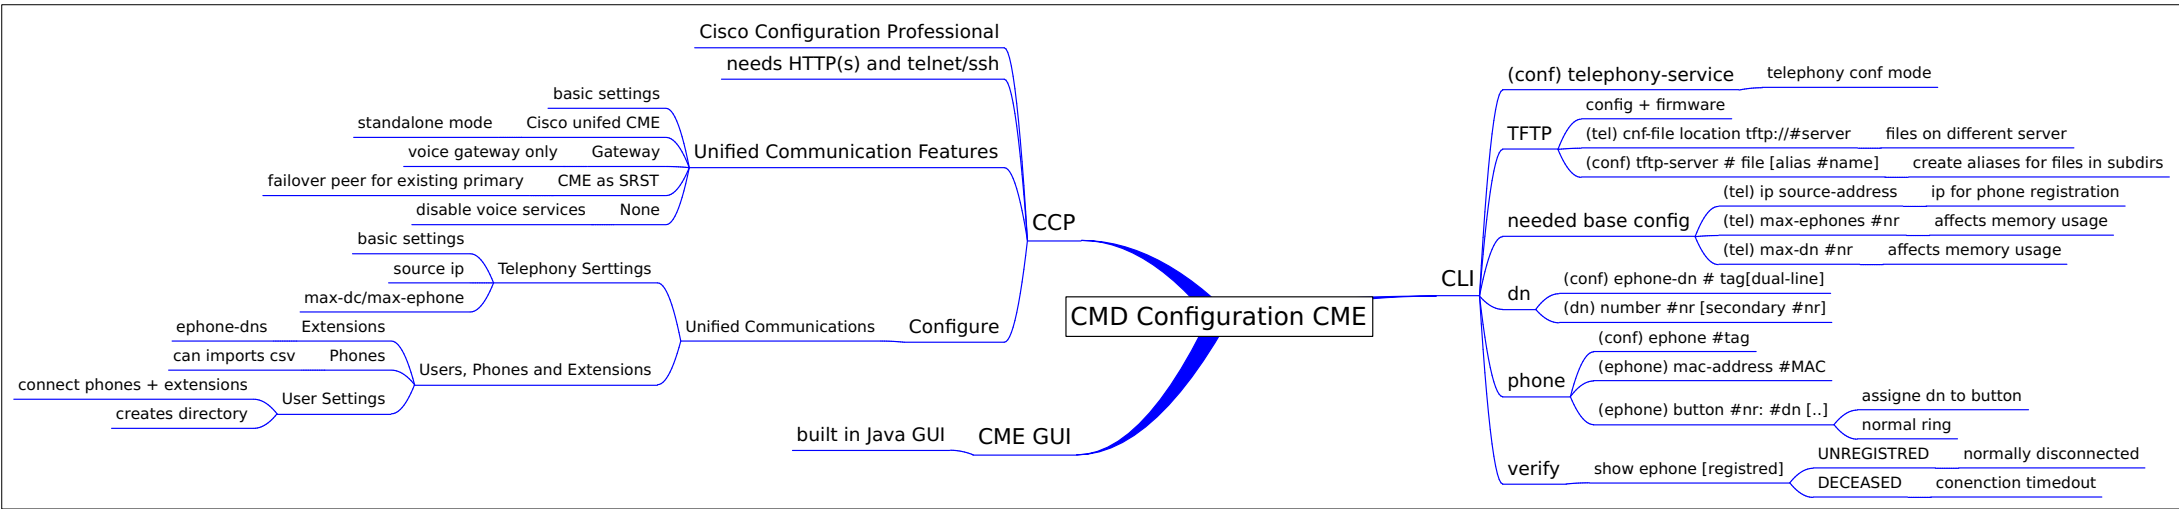 CMD Configuration CME
CCP
Cisco Configuration Professional
needs HTTP(s) and telnet/ssh
Unified Communication Features
basic settings
Cisco unifed CME
standalone mode
Gateway
voice gateway only
CME as SRST
failover peer for existing primary
None
disable voice services
Configure
Unified Communications
Telephony Serttings
basic settings
source ip
max-dc/max-ephone
Users, Phones and Extensions
Extensions
ephone-dns
Phones
can imports csv
User Settings
connect phones + extensions
creates directory
CME GUI
built in Java GUI
CLI
(conf) telephony-service
telephony conf mode
TFTP
config + firmware
(tel) cnf-file location tftp://#server
files on different server
(conf) tftp-server # file [alias #name]
create aliases for files in subdirs
needed base config
(tel) ip source-address
ip for phone registration
(tel) max-ephones #nr
affects memory usage
(tel) max-dn #nr
affects memory usage
dn
(conf) ephone-dn # tag[dual-line]
(dn) number #nr [secondary #nr]
phone
(conf) ephone #tag
(ephone) mac-address #MAC
(ephone) button #nr: #dn [..]
assigne dn to button
normal ring
verify
show ephone [registred]
UNREGISTRED
normally disconnected
DECEASED
conenction timedout